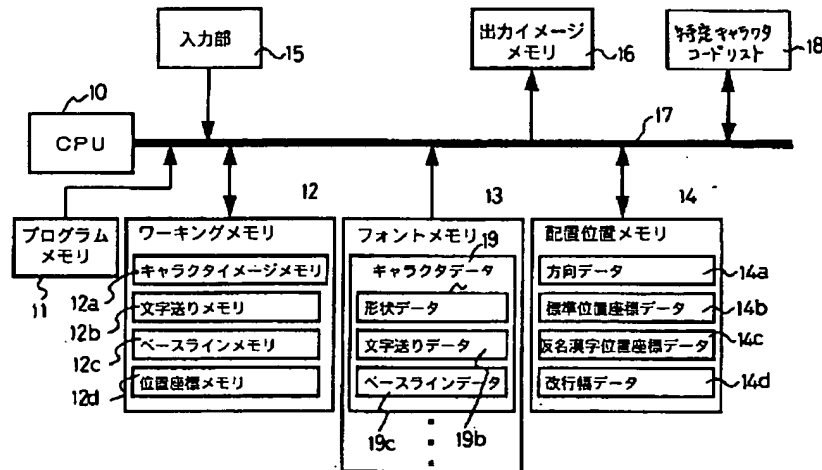 入力部
15
出力イメージ
メモリ
16
特定キャラクタ
コードリスト
18
10
CPU
17
プログラム
メモリ
11
12
ワーキングメモリ
キャラクタイメージメモリ
12a
文字送りメモリ
12b
ベースラインメモリ
12c
位置座標メモリ
12d
13
フォントメモリ
19
キャラクタデータ
形状データ
文字送りデータ
19b
ベースラインデータ
19c
14
配置位置メモリ
方向データ
14a
標準位置座標データ
14b
仮名漢字位置座標データ
14c
改行幅データ
14d